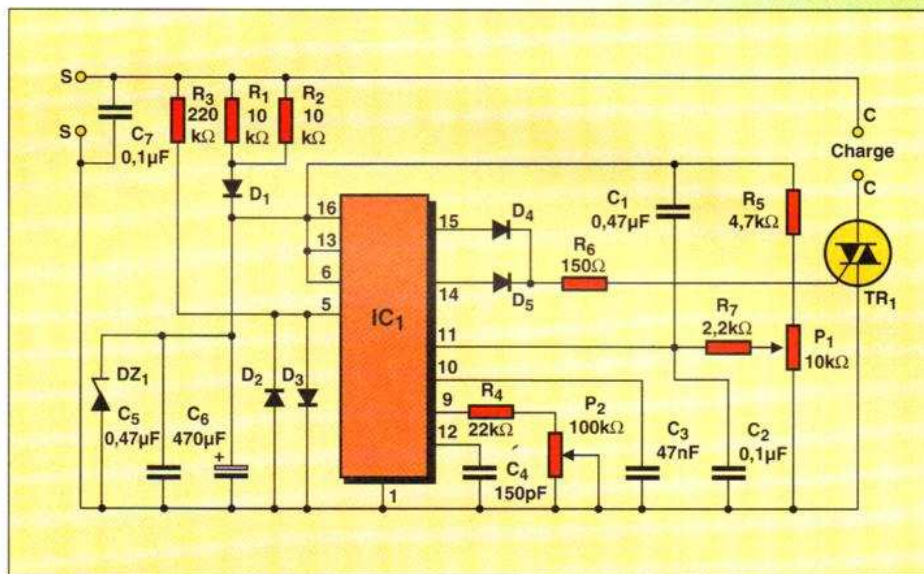 S
S
C7
0,1µF
R3
220
kΩ
R1
10
kΩ
R2
10
kΩ
D1
DZ1
C5
0,47µF
C6
470µF
+
D2
D3
16
13
6
5
IC1
1
15
14
11
10
9
12
D4
D5
R6
150Ω
R4
22kΩ
C4
150pF
P2
100kΩ
C3
47nF
C2
0,1µF
C1
0,47µF
R7
2,2kΩ
R5
4,7kΩ
P1
10kΩ
C
Charge
C
TR1